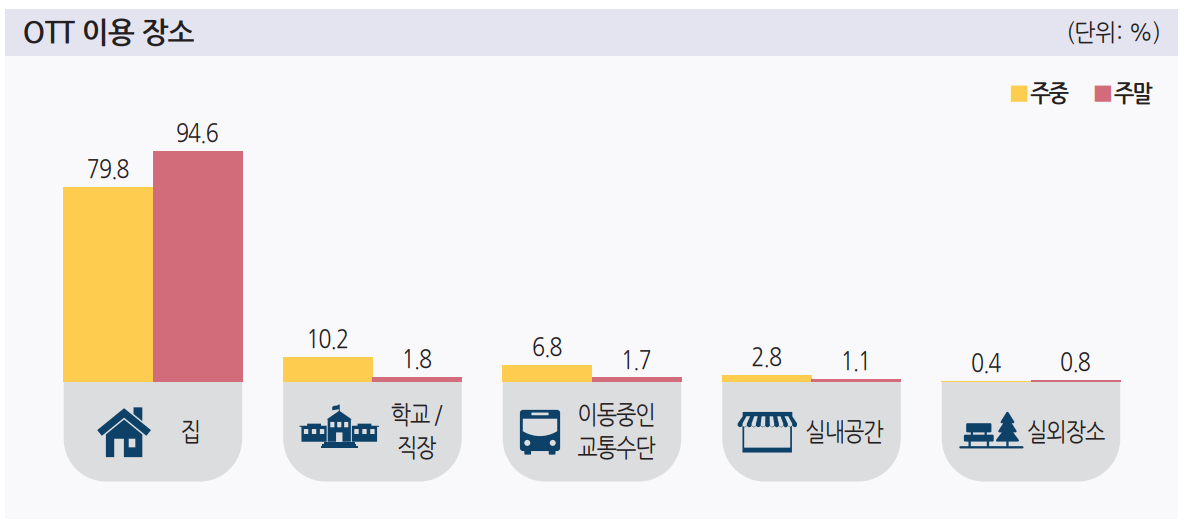 OTT 이용 장소
(단위: %)
주중 주말
79.8 94.6
10.2 1.8
6.8 1.7
2.8 1.1
0.4 0.8
집
학교 /
직장
이동중인
교통수단
실내공간
실외장소